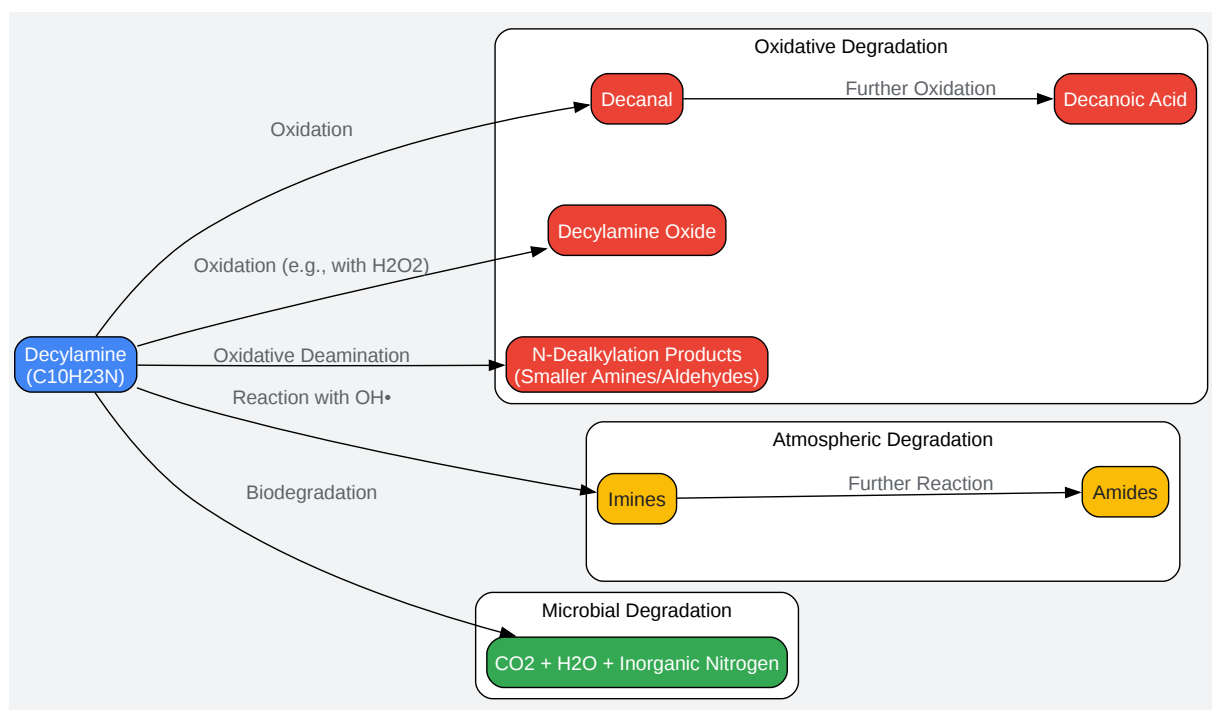 Oxidative Degradation
Decanal
Further Oxidation
Decanoic Acid
Oxidation
Decylamine Oxide
Oxidation (e.g., with H2O2)
Decylamine
(C10H23N)
Oxidative Deamination
N-Dealkylation Products
(Smaller Amines/Aldehydes)
Reaction with OH•
Atmospheric Degradation
Imines
Further Reaction
Amides
Biodegradation
Microbial Degradation
CO2 + H2O + Inorganic Nitrogen